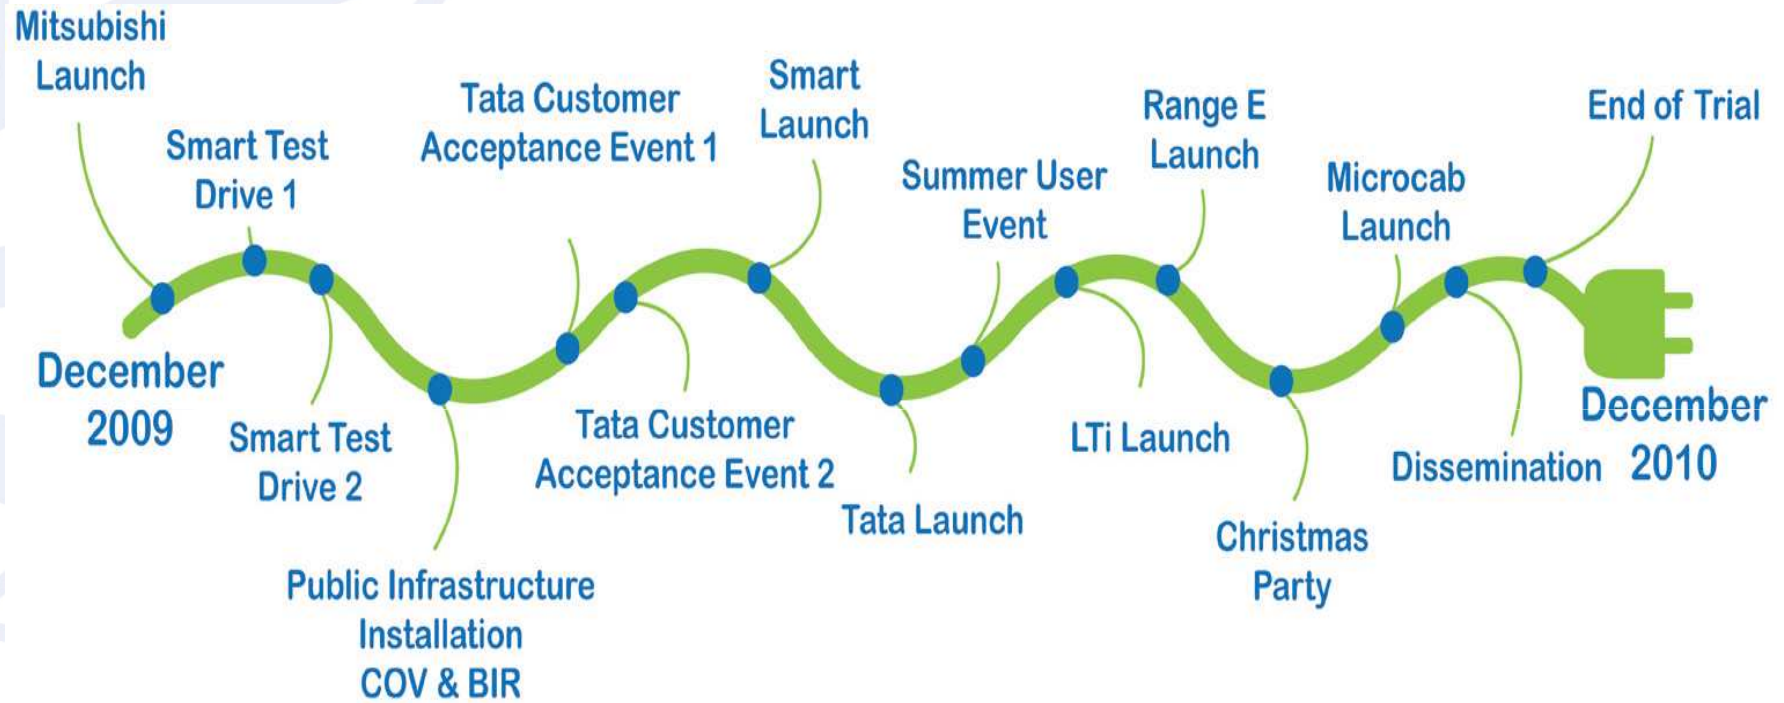 Mitsubishi
Launch
Smart Test
Drive 1
Tata Customer
Acceptance Event 1
Smart
Launch
Summer User
Event
Range E
Launch
Microcab
Launch
End of Trial
December
2009
Smart Test
Drive 2
Public Infrastructure
Installation
COV & BIR
Tata Customer
Acceptance Event 2
Tata Launch
LTi Launch
Christmas
Party
Dissemination
December
2010